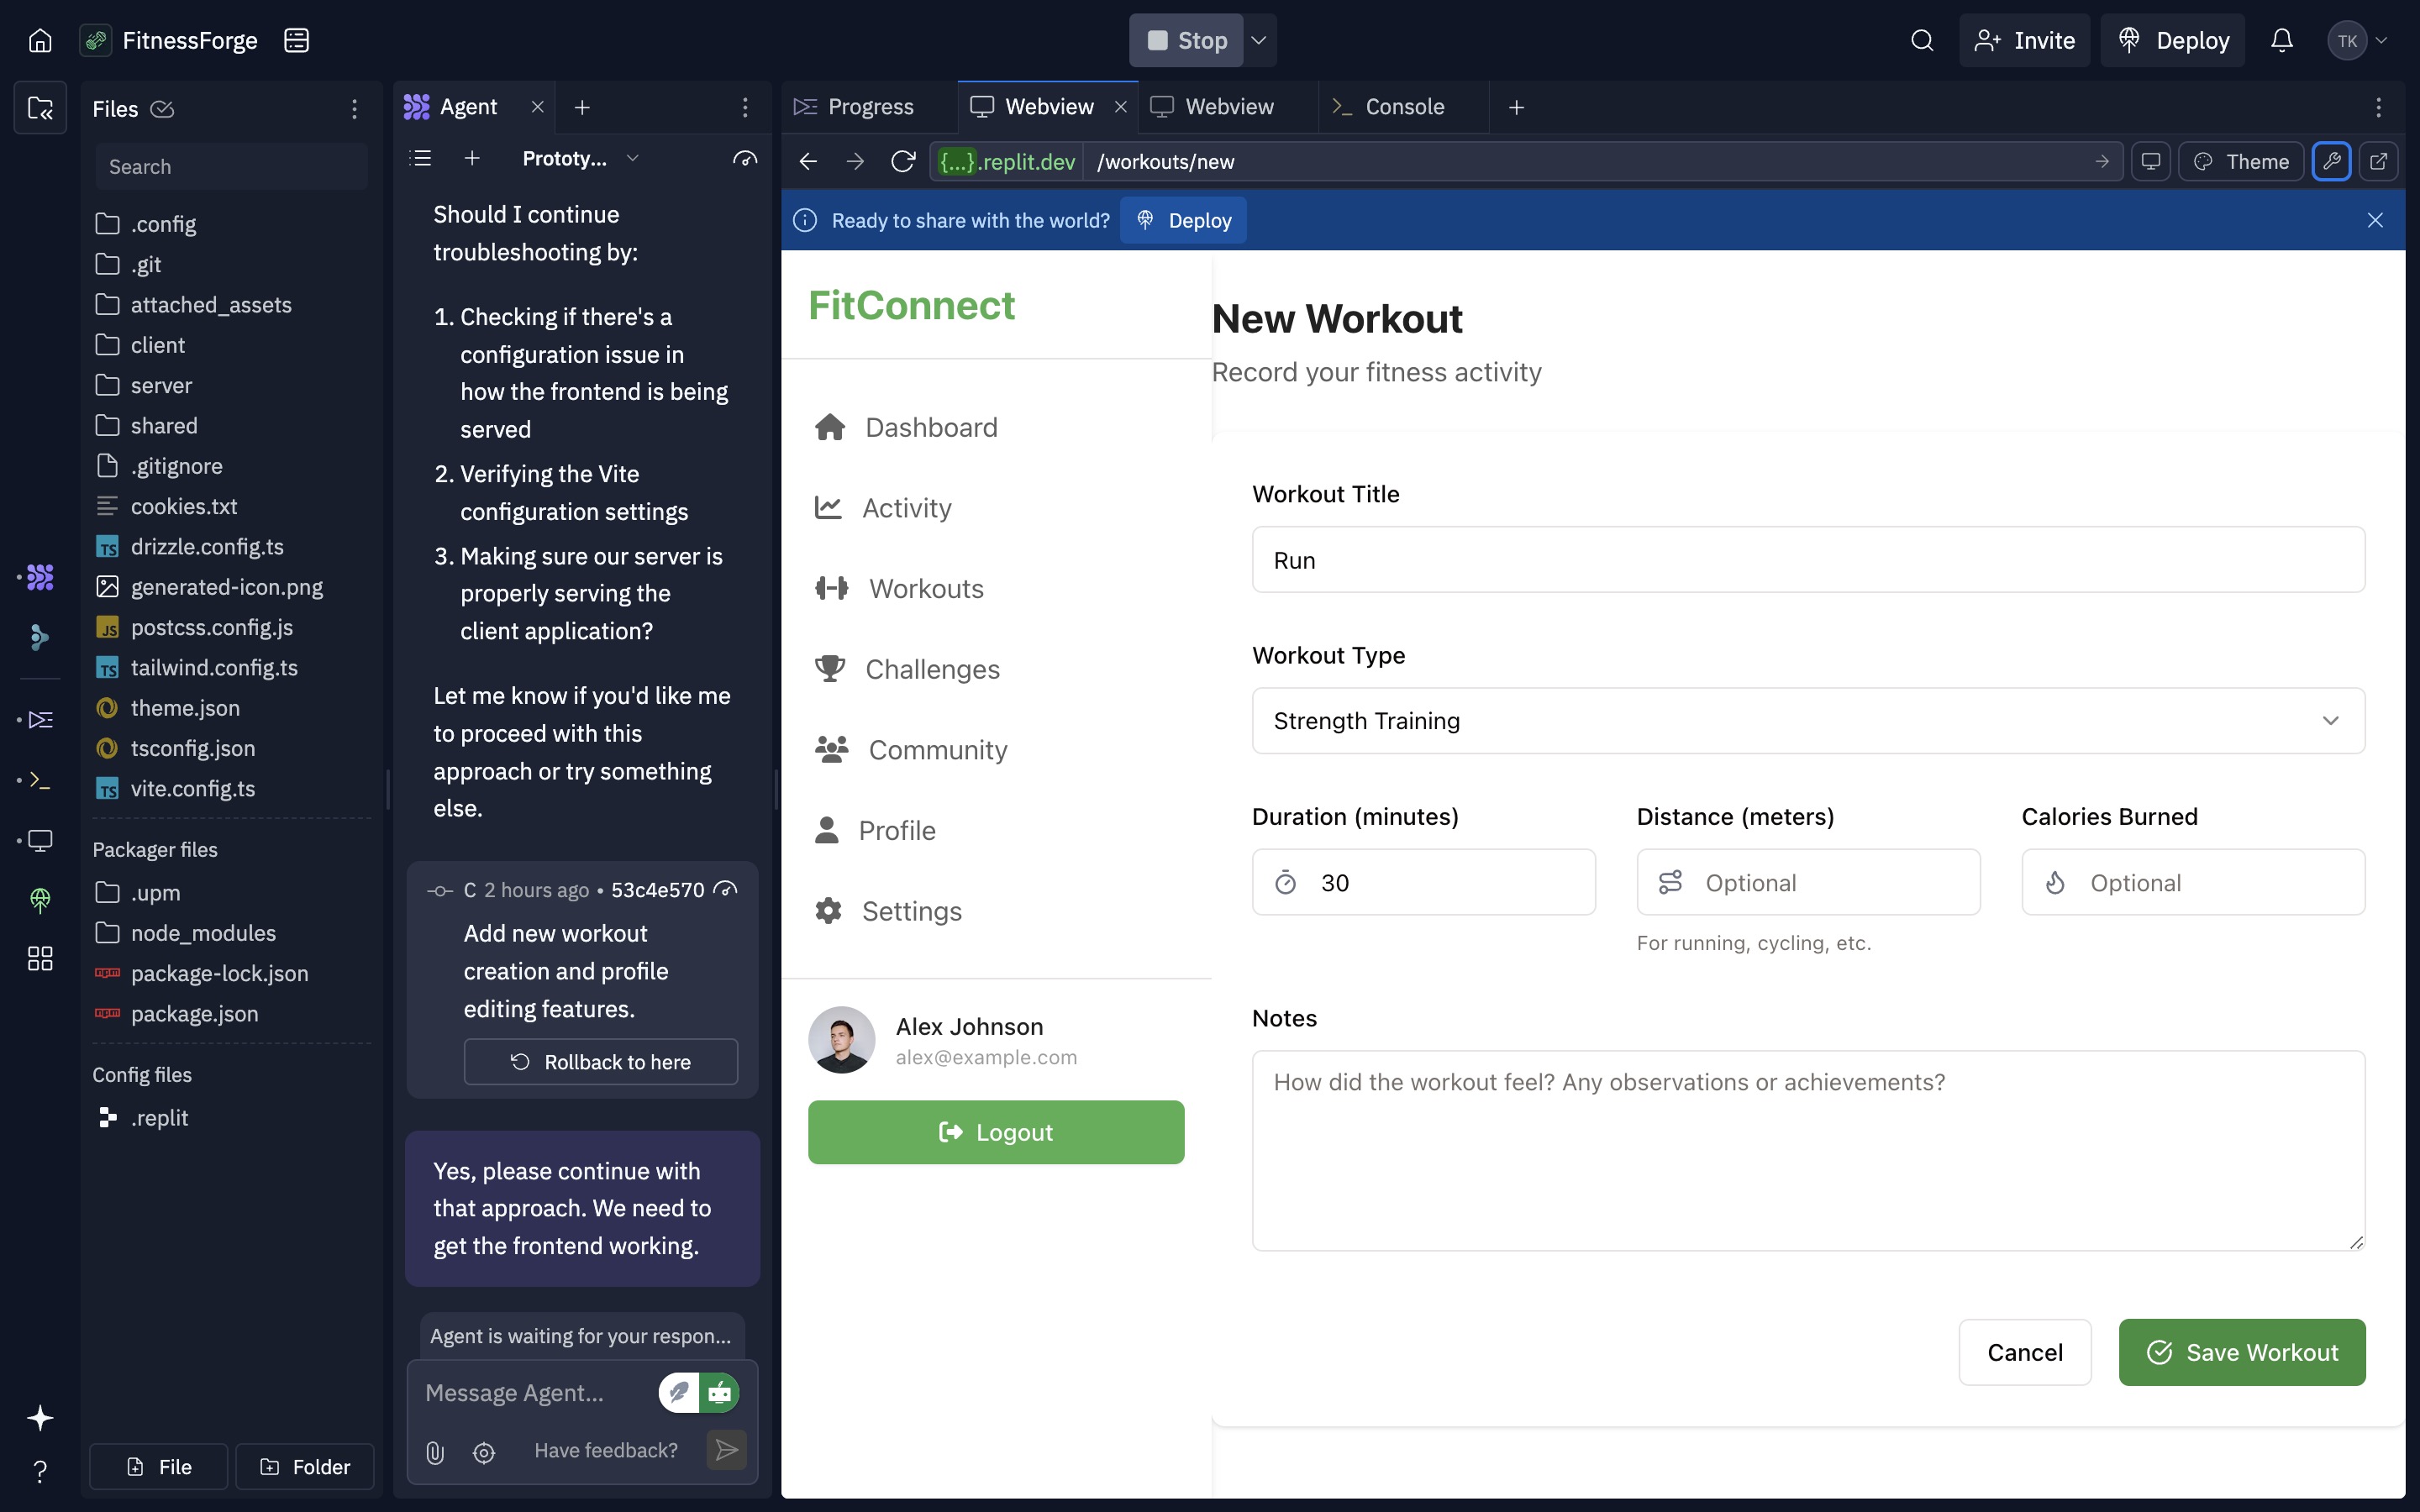 FitnessForge
Stop
Invite
Deploy
TK
Files
Search
.config
.git
attached_assets
client
server
shared
.gitignore
cookies.txt
TS drizzle.config.ts
generated-icon.png
JS postcss.config.js
TS tailwind.config.ts
theme.json
tsconfig.json
TS vite.config.ts
Packager files
.upm
node_modules
npm package-lock.json
npm package.json
Config files
.replit
File
Folder
Agent
Prototy...
Should I continue
troubleshooting by:
1. Checking if there's a
configuration issue in
how the frontend is being
served
2. Verifying the Vite
configuration settings
3. Making sure our server is
properly serving the
client application?
Let me know if you'd like me
to proceed with this
approach or try something
else.
C 2 hours ago • 53c4e570
Add new workout
creation and profile
editing features.
Rollback to here
Yes, please continue with
that approach. We need to
get the frontend working.
Agent is waiting for your respon...
Message Agent...
Have feedback?
Progress
Webview
Webview
Console
{...}.replit.dev
/workouts/new
Theme
Ready to share with the world?
Deploy
FitConnect
Dashboard
Activity
Workouts
Challenges
Community
Profile
Settings
Alex Johnson
alex@example.com
Logout
New Workout
Record your fitness activity
Workout Title
Run
Workout Type
Strength Training
Duration (minutes)
Distance (meters)
Calories Burned
30
Optional
Optional
For running, cycling, etc.
Notes
How did the workout feel? Any observations or achievements?
Cancel
Save Workout